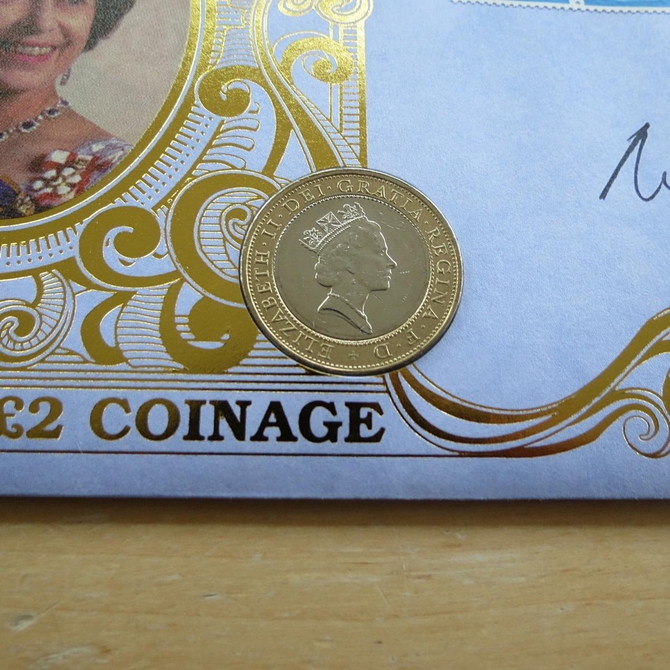 ELIZABETH·II·DEI·GRATIA·REGINA·F·D·
£2 COINAGE